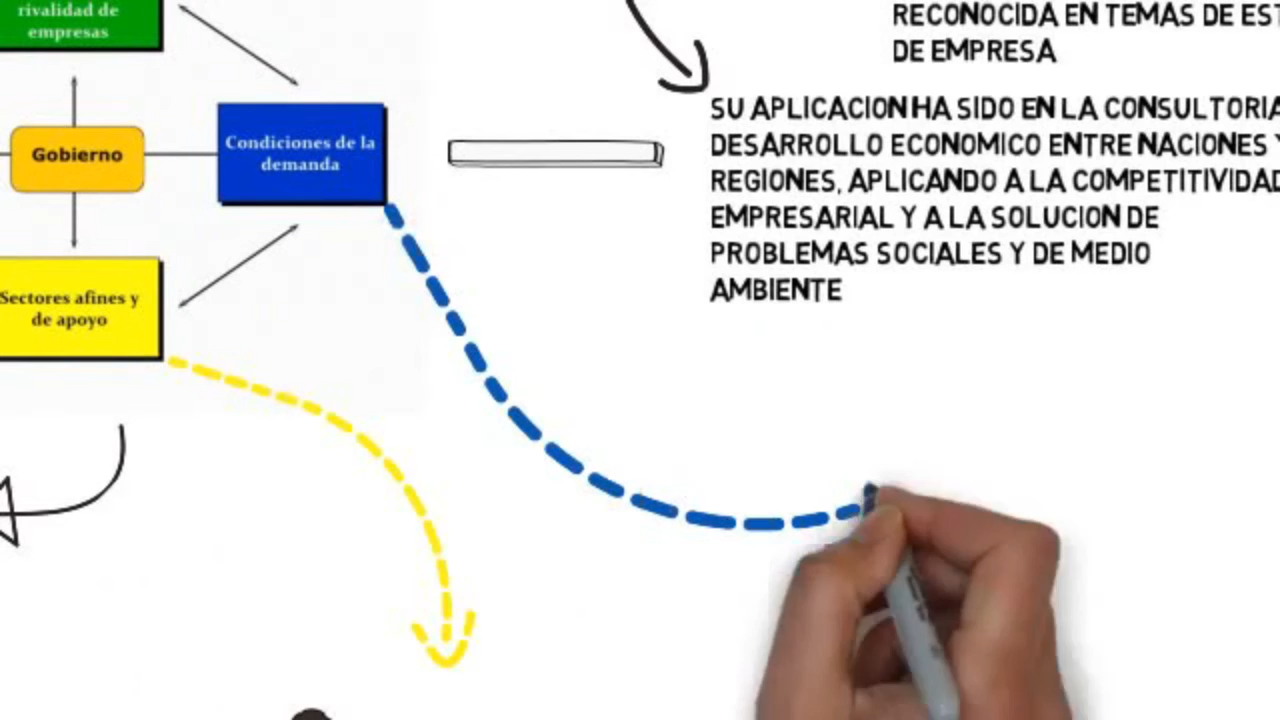 rivalidad de
empresas
Gobierno
Condiciones de la
demanda
Sectores afines y
de apoyo
RECONOCIDA EN TEMAS DE
DE EMPRESA
SU APLICACION HA SIDO EN LA CONSULTORIA
DESARROLLO ECONOMICO ENTRE NACIONES Y
REGIONES, APLICANDO A LA COMPETITIVIDAD
EMPRESARIAL Y A LA SOLUCION DE
PROBLEMAS SOCIALES Y DE MEDIO
AMBIENTE